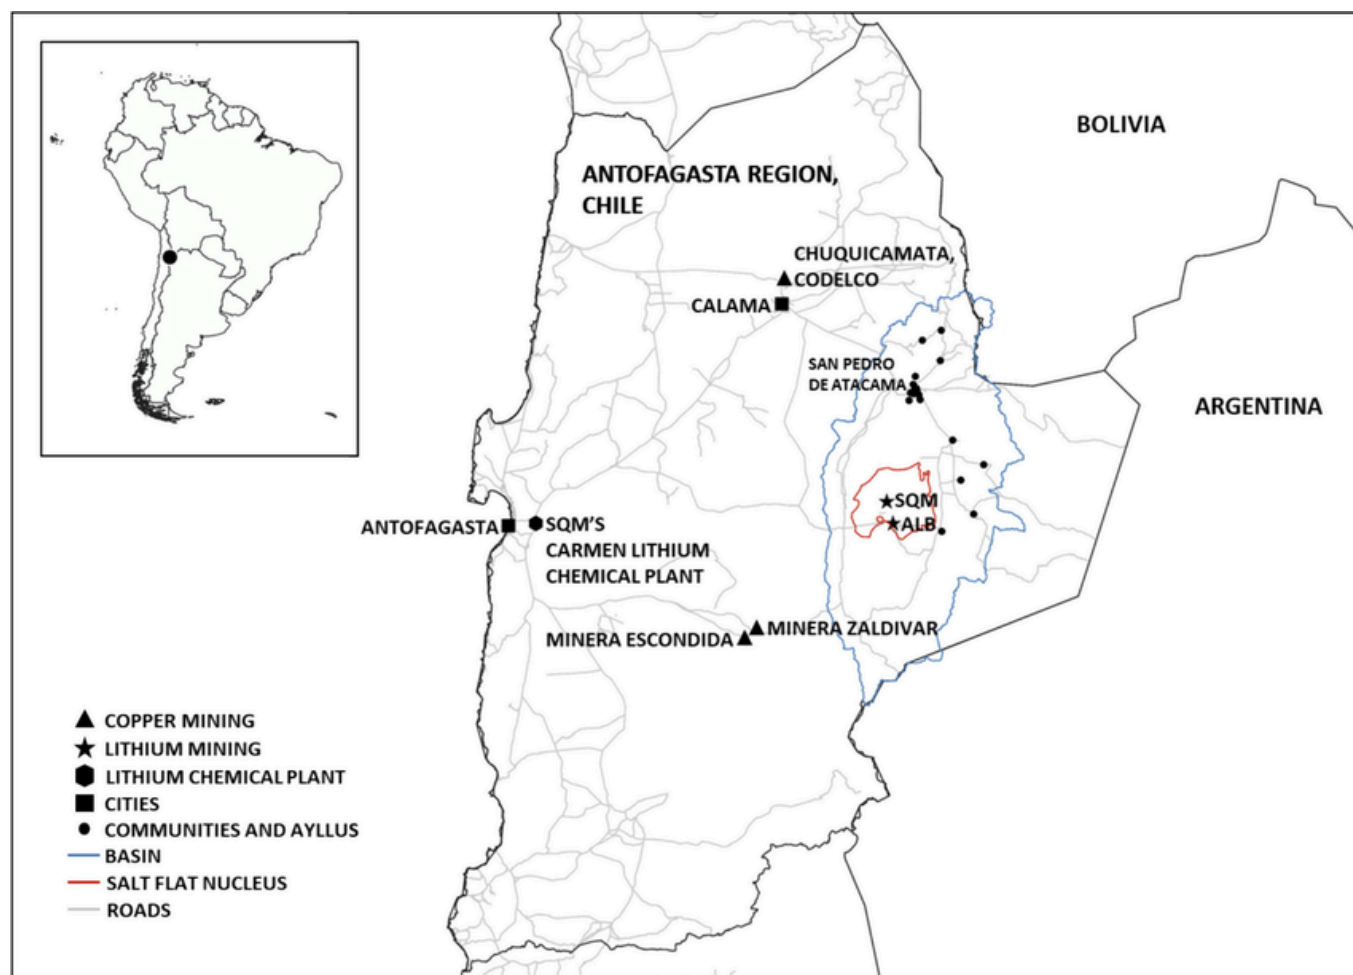 BOLIVIA
ANTOFAGASTA REGION,
CHILE
CHUQUICAMATA,
CODELCO
CALAMA
SAN PEDRO
DE ATACAMA
ARGENTINA
SQM
ALB
ANTOFAGASTA
SQM'S
CARMEN LITHIUM
CHEMICAL PLANT
MINERA ZALDIVAR
MINERA ESCONDIDA
COPPER MINING
LITHIUM MINING
LITHIUM CHEMICAL PLANT
CITIES
COMMUNITIES AND AYLLUS
BASIN
SALT FLAT NUCLEUS
ROADS